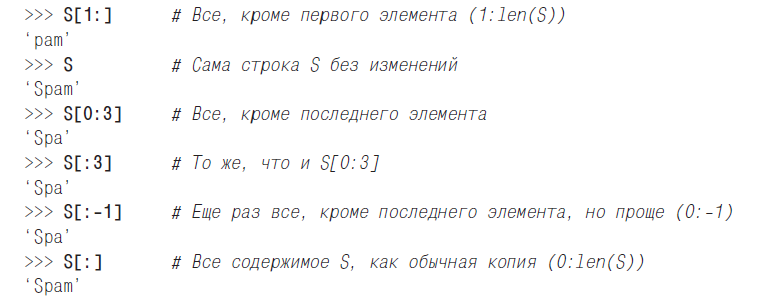 >>> S[1:] # Все, кроме первого элемента (1:len(S))
‘pam’
>>> S # Сама строка S без изменений
‘Spam’
>>> S[0:3] # Все, кроме последнего элемента
‘Spa’
>>> S[:3] # То же, что и S[0:3]
‘Spa’
>>> S[:-1] # Еще раз все, кроме последнего элемента, но проще (0:-1)
‘Spa’
>>> S[:] # Все содержимое S, как обычная копия (0:len(S))
‘Spam’